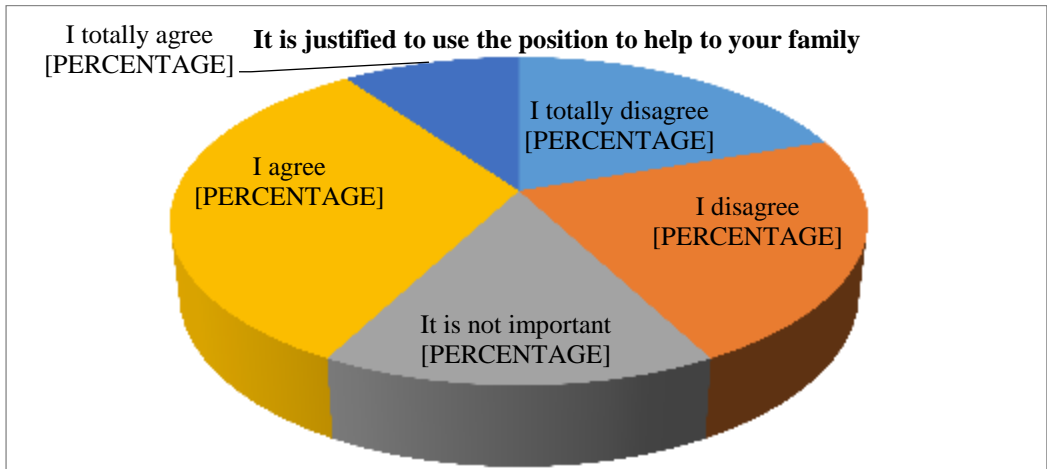 It is justified to use the position to help to your family
I totally agree
[PERCENTAGE]
I totally disagree
[PERCENTAGE]
I agree
[PERCENTAGE]
I disagree
[PERCENTAGE]
It is not important
[PERCENTAGE]